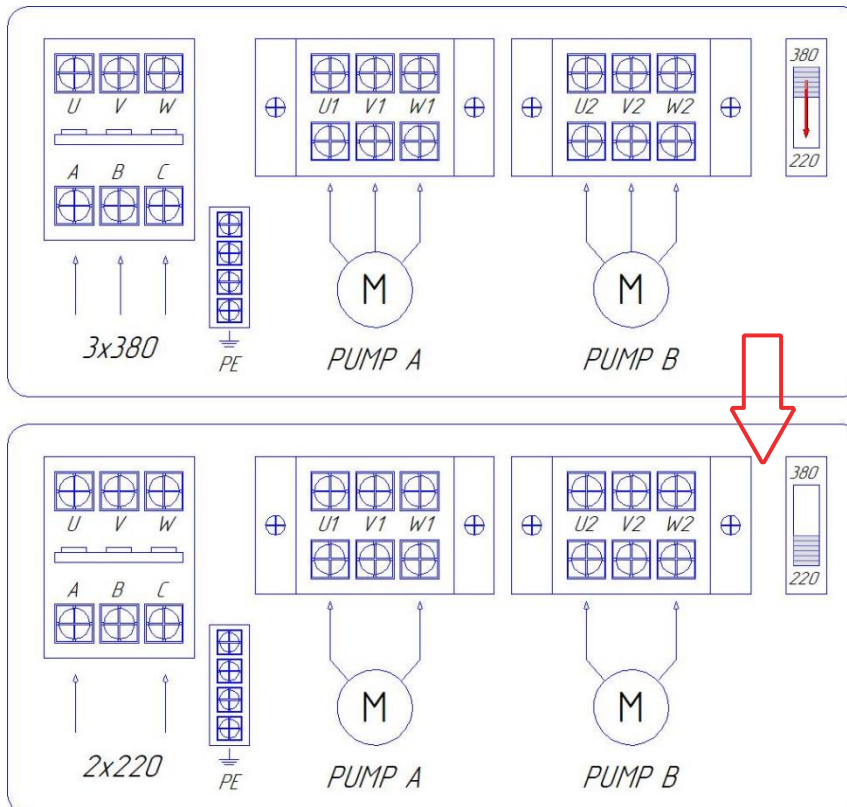 380
U V W U1 V1 W1 U2 V2 W2
220
A B C
M M
3x380 PE PUMP A PUMP B
380
U V W U1 V1 W1 U2 V2 W2
220
A B C
M M
2x220 PE PUMP A PUMP B